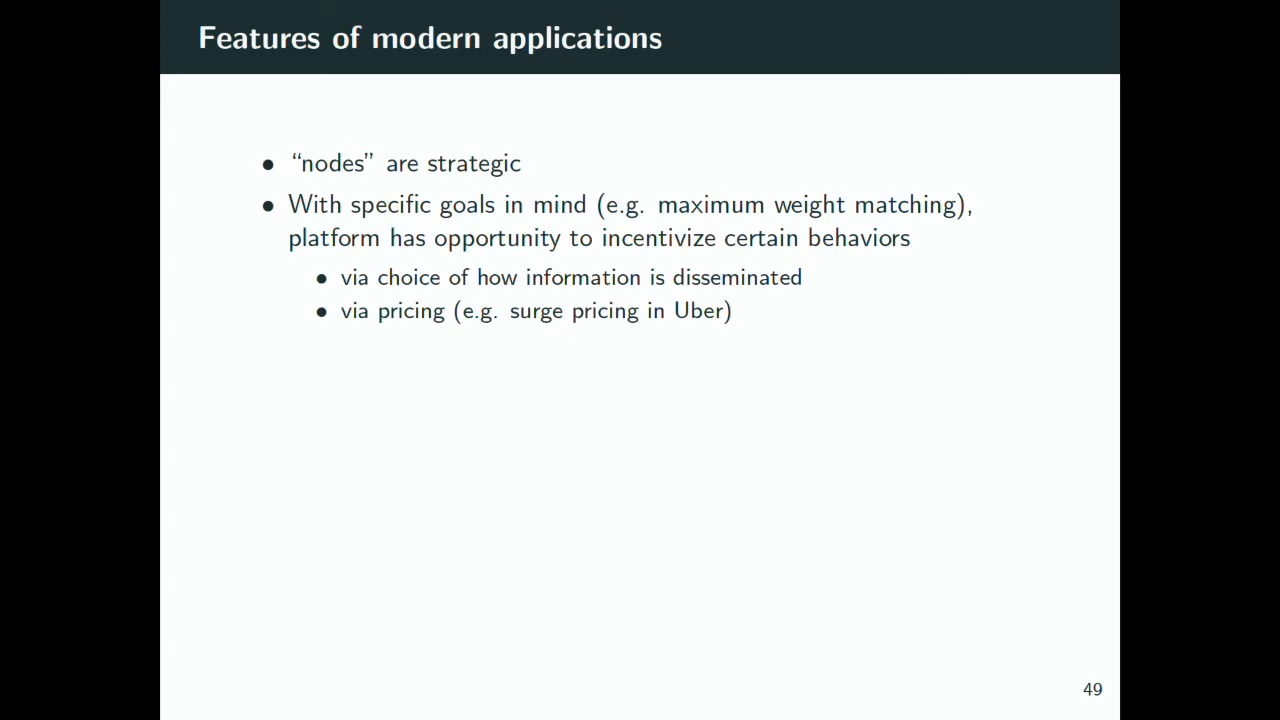 Features of modern applications
• “nodes” are strategic
• With specific goals in mind (e.g. maximum weight matching),
platform has opportunity to incentivize certain behaviors
• via choice of how information is disseminated
• via pricing (e.g. surge pricing in Uber)
49